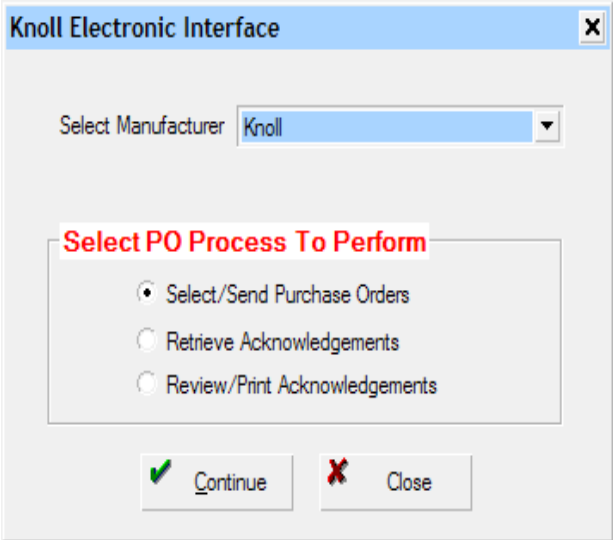 Knoll Electronic Interface
Select Manufacturer Knoll
Select PO Process To Perform
Select/Send Purchase Orders
Retrieve Acknowledgements
Review/Print Acknowledgements
Continue Close